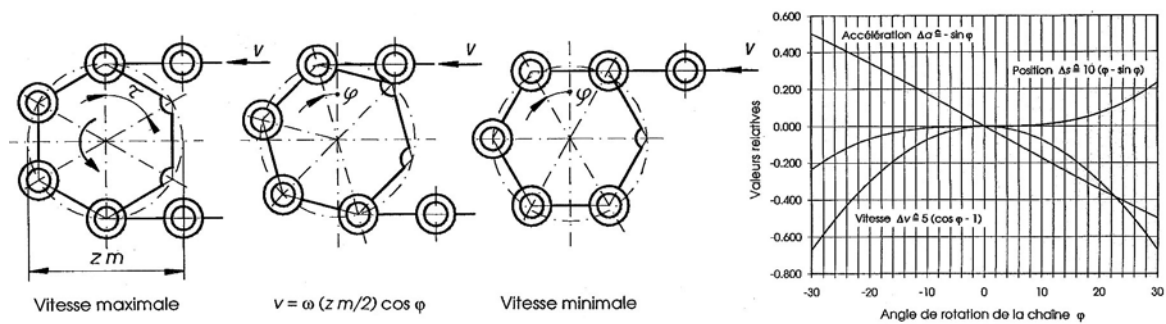 v
τ
z m
Vitesse maximale
v
φ
v = ω (z m/2) cos φ
v
φ
Vitesse minimale
0.600
0.400
0.200
0.000
-0.200
-0.400
-0.600
-0.800
Valeurs relatives
Accélération Δa ≙ - sin φ
Position Δs ≙ 10 (φ - sin φ)
Vitesse Δv ≙ 5 (cos φ - 1)
-30
-20
-10
0
10
20
30
Angle de rotation de la chaîne φ